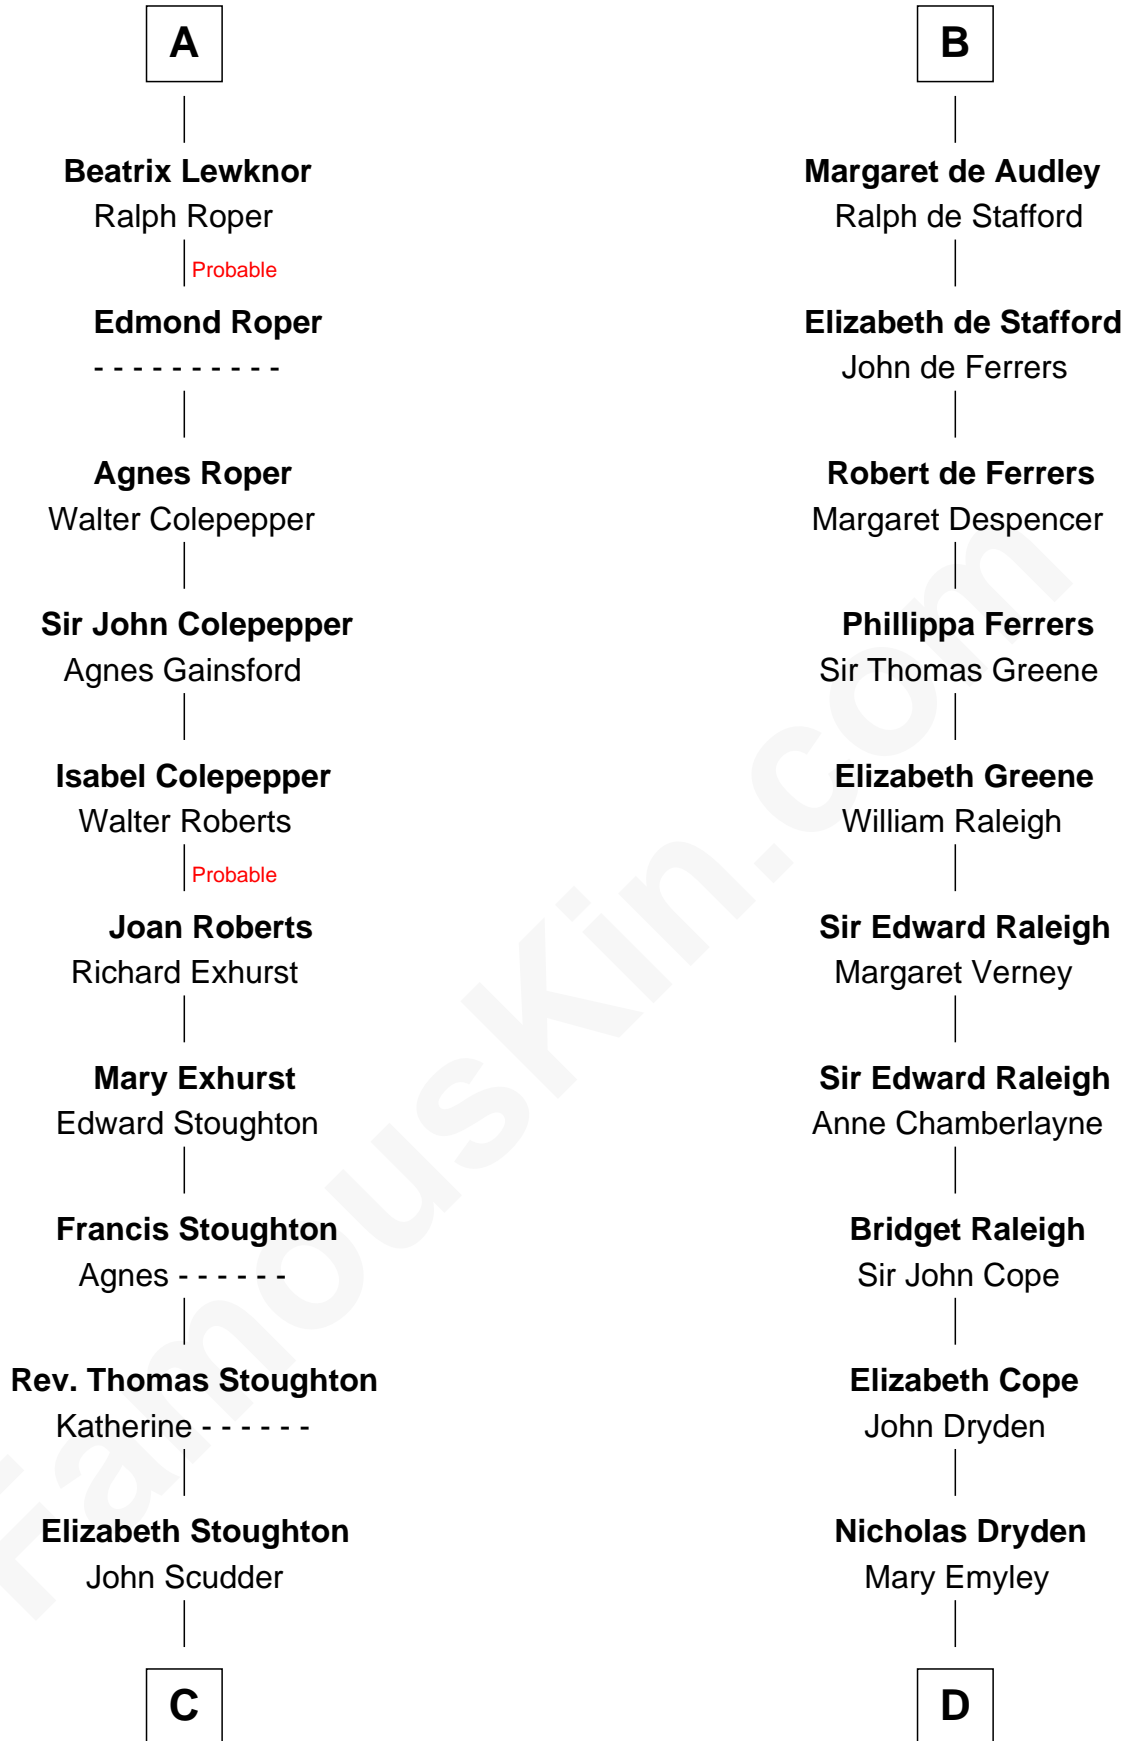 A
Beatrix Lewknor
Ralph Roper
Probable
Edmond Roper
- - - - - - - - - -
Agnes Roper
Walter Colepepper
Sir John Colepepper
Agnes Gainsford
Isabel Colepepper
Walter Roberts
Probable
Joan Roberts
Richard Exhurst
Mary Exhurst
Edward Stoughton
Francis Stoughton
Agnes - - - - - -
Rev. Thomas Stoughton
Katherine - - - - - -
Elizabeth Stoughton
John Scudder
C
B
Margaret de Audley
Ralph de Stafford
Elizabeth de Stafford
John de Ferrers
Robert de Ferrers
Margaret Despencer
Phillippa Ferrers
Sir Thomas Greene
Elizabeth Greene
William Raleigh
Sir Edward Raleigh
Margaret Verney
Sir Edward Raleigh
Anne Chamberlayne
Bridget Raleigh
Sir John Cope
Elizabeth Cope
John Dryden
Nicholas Dryden
Mary Emyley
D
FamousKin.com